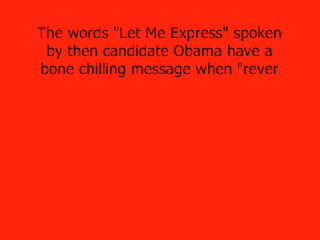 The words "Let Me Express" spoken
by then candidate Obama have a
bone chilling message when "rever